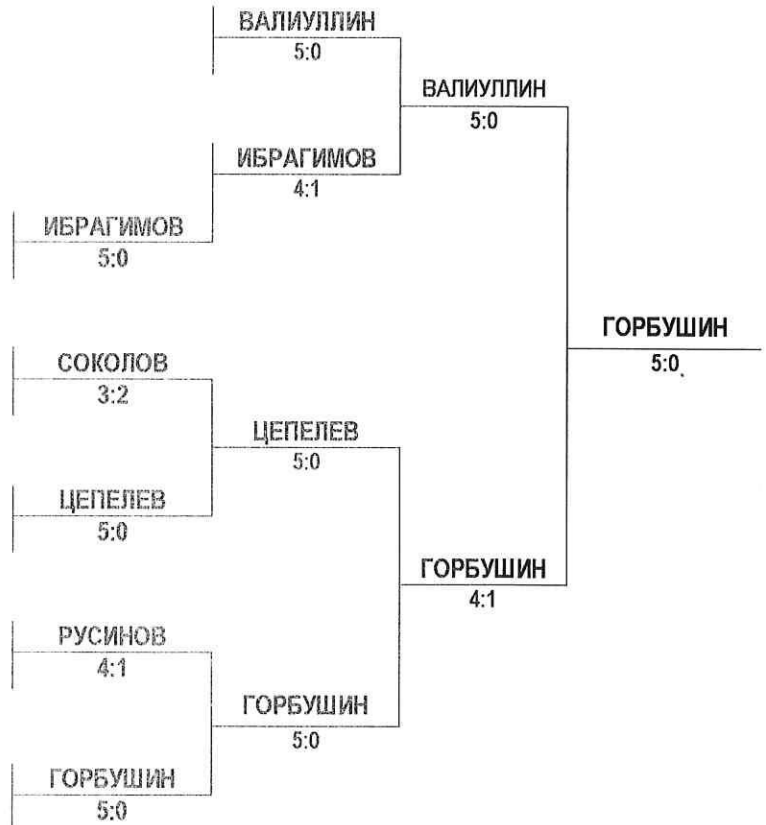 ВАЛИУЛЛИН
5:0
ВАЛИУЛЛИН
5:0
ИБРАГИМОВ
4:1
ИБРАГИМОВ
5:0
ГОРБУШИН
5:0
СОКОЛОВ
3:2
ЦЕПЕЛЕВ
5:0
ЦЕПЕЛЕВ
5:0
ГОРБУШИН
4:1
РУСИНОВ
4:1
ГОРБУШИН
5:0
ГОРБУШИН
5:0